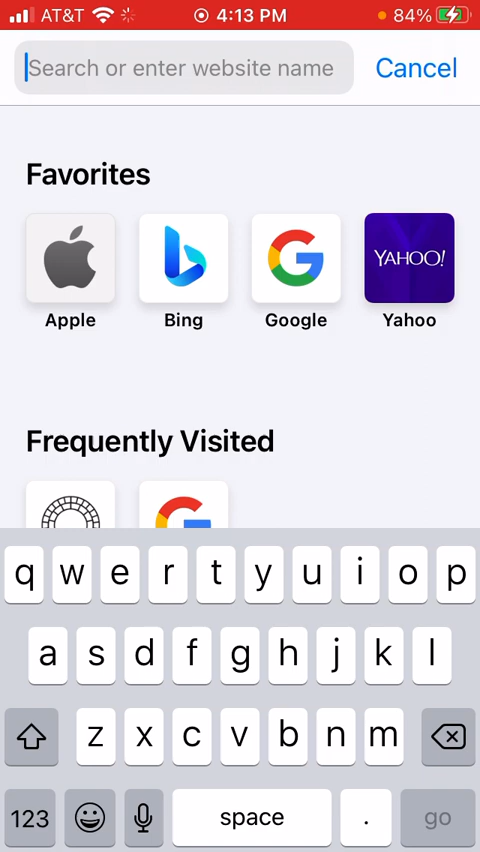 AT&T 4:13 PM 84%
Search or enter website name Cancel
Favorites
YAHOO!
Apple Bing Google Yahoo
Frequently Visited
q w e r t y u i o p
a s d f g h j k l
z x c v b n m
123 space . go